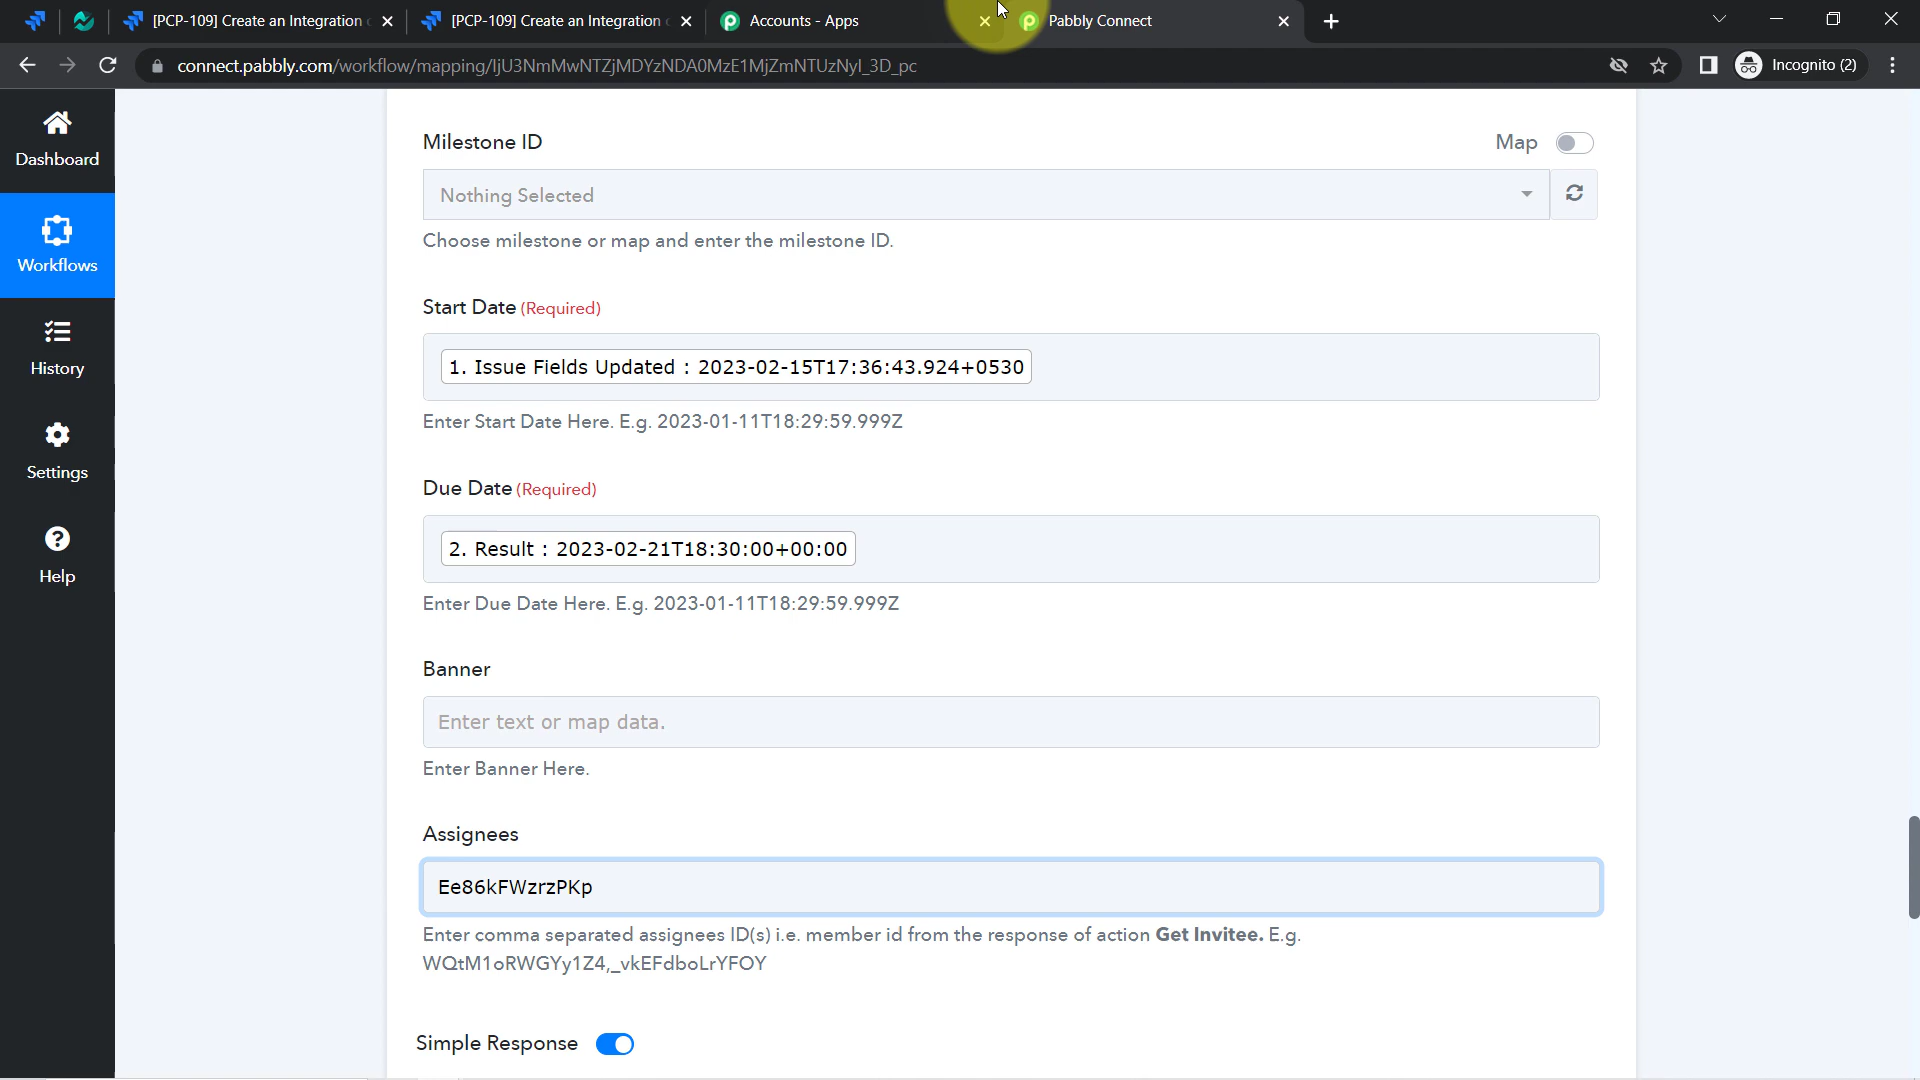 [PCP-109] Create an Integration
[PCP-109] Create an Integration
Accounts - Apps
Pabbly Connect
connect.pabbly.com/workflow/mapping/IjU3NmMwNTZjMDYzNDA0MzE1MjZmNTUzNyI_3D_pc
Incognito (2)
Dashboard
Workflows
History
Settings
Help
Milestone ID
Map
Nothing Selected
Choose milestone or map and enter the milestone ID.
Start Date (Required)
1. Issue Fields Updated : 2023-02-15T17:36:43.924+0530
Enter Start Date Here. E.g. 2023-01-11T18:29:59.999Z
Due Date (Required)
2. Result : 2023-02-21T18:30:00+00:00
Enter Due Date Here. E.g. 2023-01-11T18:29:59.999Z
Banner
Enter text or map data.
Enter Banner Here.
Assignees
Ee86kFWzrzPKp
Enter comma separated assignees ID(s) i.e. member id from the response of action Get Invitee. E.g.
WQtM1oRWGYy1Z4,_vkEFdboLrYFOY
Simple Response